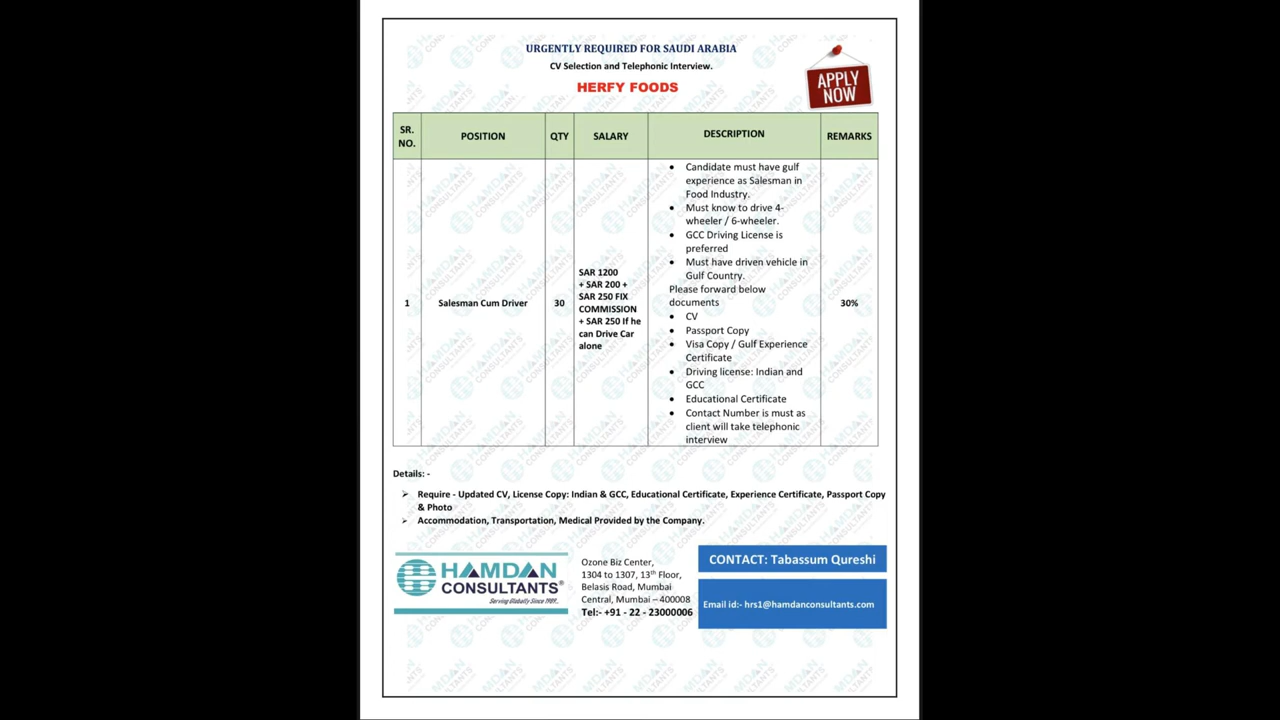 URGENTLY REQUIRED FOR SAUDI ARABIA
CV Selection and Telephonic Interview.
HERFY FOODS
APPLY
NOW
SR.
NO.
POSITION
QTY
SALARY
DESCRIPTION
REMARKS
1
Salesman Cum Driver
30
SAR 1200
+ SAR 200 +
SAR 250 FIX
COMMISSION
+ SAR 250 If he
can Drive Car
alone
• Candidate must have gulf
experience as Salesman in
Food Industry.
• Must know to drive 4-
wheeler / 6-wheeler.
• GCC Driving License is
preferred
• Must have driven vehicle in
Gulf Country.
Please forward below
documents
• CV
• Passport Copy
• Visa Copy / Gulf Experience
Certificate
• Driving license: Indian and
GCC
• Educational Certificate
• Contact Number is must as
client will take telephonic
interview
30%
Details: -
➢ Require - Updated CV, License Copy: Indian & GCC, Educational Certificate, Experience Certificate, Passport Copy
& Photo
➢ Accommodation, Transportation, Medical Provided by the Company.
HAMDAN
CONSULTANTS®
Serving Globally Since 1989..
Ozone Biz Center,
1304 to 1307, 13th Floor,
Belasis Road, Mumbai
Central, Mumbai – 400008
Tel:- +91 - 22 - 23000006
CONTACT: Tabassum Qureshi
Email id:- hrs1@hamdanconsultants.com